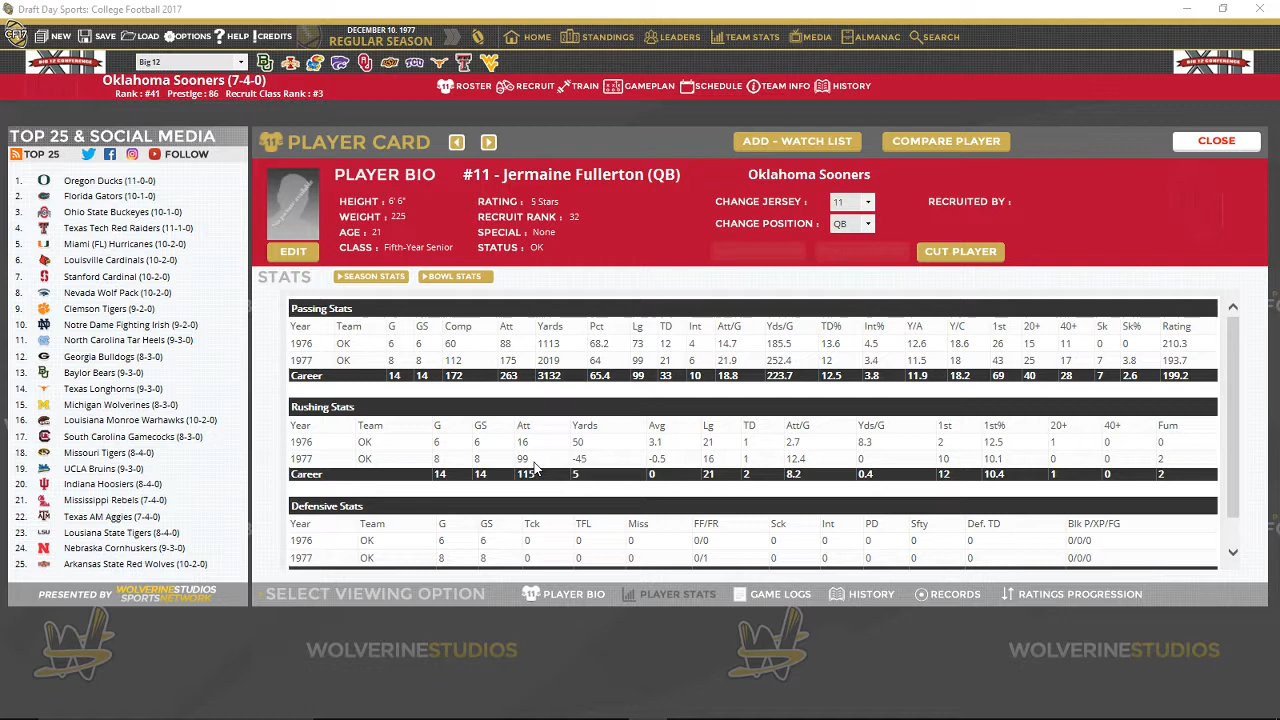 Draft Day Sports: College Football 2017
NEW SAVE LOAD OPTIONS HELP CREDITS
DECEMBER 10, 1977
REGULAR SEASON
HOME STANDINGS LEADERS TEAM STATS MEDIA ALMANAC SEARCH
BIG 12 CONFERENCE Big 12 BIG 12 CONFERENCE
Oklahoma Sooners (7-4-0)
Rank : #41 Prestige : 86 Recruit Class Rank : #3
ROSTER RECRUIT TRAIN GAMEPLAN SCHEDULE TEAM INFO HISTORY
TOP 25 & SOCIAL MEDIA
TOP 25 FOLLOW
1. Oregon Ducks (11-0-0)
2. Florida Gators (10-2-0)
3. Ohio State Buckeyes (10-1-0)
4. Texas Tech Red Raiders (11-1-0)
5. Miami (FL) Hurricanes (10-2-0)
6. Louisville Cardinals (10-2-0)
7. Stanford Cardinal (10-2-0)
8. Nevada Wolf Pack (10-2-0)
9. Clemson Tigers (9-2-0)
10. Notre Dame Fighting Irish (9-2-0)
11. North Carolina Tar Heels (9-3-0)
12. Georgia Bulldogs (8-3-0)
13. Baylor Bears (9-3-0)
14. Texas Longhorns (9-3-0)
15. Michigan Wolverines (8-3-0)
16. Louisiana Monroe Warhawks (10-2-0)
17. South Carolina Gamecocks (8-3-0)
18. Missouri Tigers (8-4-0)
19. UCLA Bruins (9-3-0)
20. Indiana Hoosiers (8-4-0)
21. Mississippi Rebels (7-4-0)
22. Texas AM Aggies (7-4-0)
23. Louisiana State Tigers (8-4-0)
24. Nebraska Cornhuskers (9-3-0)
25. Arkansas State Red Wolves (10-2-0)
PRESENTED BY WOLVERINESTUDIOS SPORTSNETWORK
PLAYER CARD ADD - WATCH LIST COMPARE PLAYER CLOSE
PLAYER BIO #11 - Jermaine Fullerton (QB) Oklahoma Sooners
HEIGHT : 6' 6" RATING : 5 Stars CHANGE JERSEY : 11 RECRUITED BY :
WEIGHT : 225 RECRUIT RANK : 32
AGE : 21 SPECIAL : None CHANGE POSITION : QB
CLASS : Fifth-Year Senior STATUS : OK
EDIT CUT PLAYER
STATS SEASON STATS BOWL STATS
Passing Stats
Year Team G GS Comp Att Yards Pct Lg TD Int Att/G Yds/G TD% Int% Y/A Y/C 1st 20+ 40+ Sk Sk% Rating
1976 OK 6 6 60 88 1113 68.2 73 12 4 14.7 185.5 13.6 4.5 12.6 18.6 26 15 11 0 0 210.3
1977 OK 8 8 112 175 2019 64 99 21 6 21.9 252.4 12 3.4 11.5 18 43 25 17 7 3.8 193.7
Career 14 14 172 263 3132 65.4 99 33 10 18.8 223.7 12.5 3.8 11.9 18.2 69 40 28 7 2.6 199.2
Rushing Stats
Year Team G GS Att Yards Avg Lg TD Att/G Yds/G 1st 1st% 20+ 40+ Fum
1976 OK 6 6 16 50 3.1 21 1 2.7 8.3 2 12.5 1 0 0
1977 OK 8 8 99 -45 -0.5 16 1 12.4 0 10 10.1 0 0 2
Career 14 14 115 5 0 21 2 8.2 0.4 12 10.4 1 0 2
Defensive Stats
Year Team G GS Tck TFL Miss FF/FR Sck Int PD Sfty Def. TD Blk P/XP/FG
1976 OK 6 6 0 0 0 0/0 0 0 0 0 0 0/0/0
1977 OK 8 8 0 0 0 0/1 0 0 0 0 0 0/0/0
SELECT VIEWING OPTION PLAYER BIO PLAYER STATS GAME LOGS HISTORY RECORDS RATINGS PROGRESSION
WOLVERINESTUDIOS WOLVERINESTUDIOS